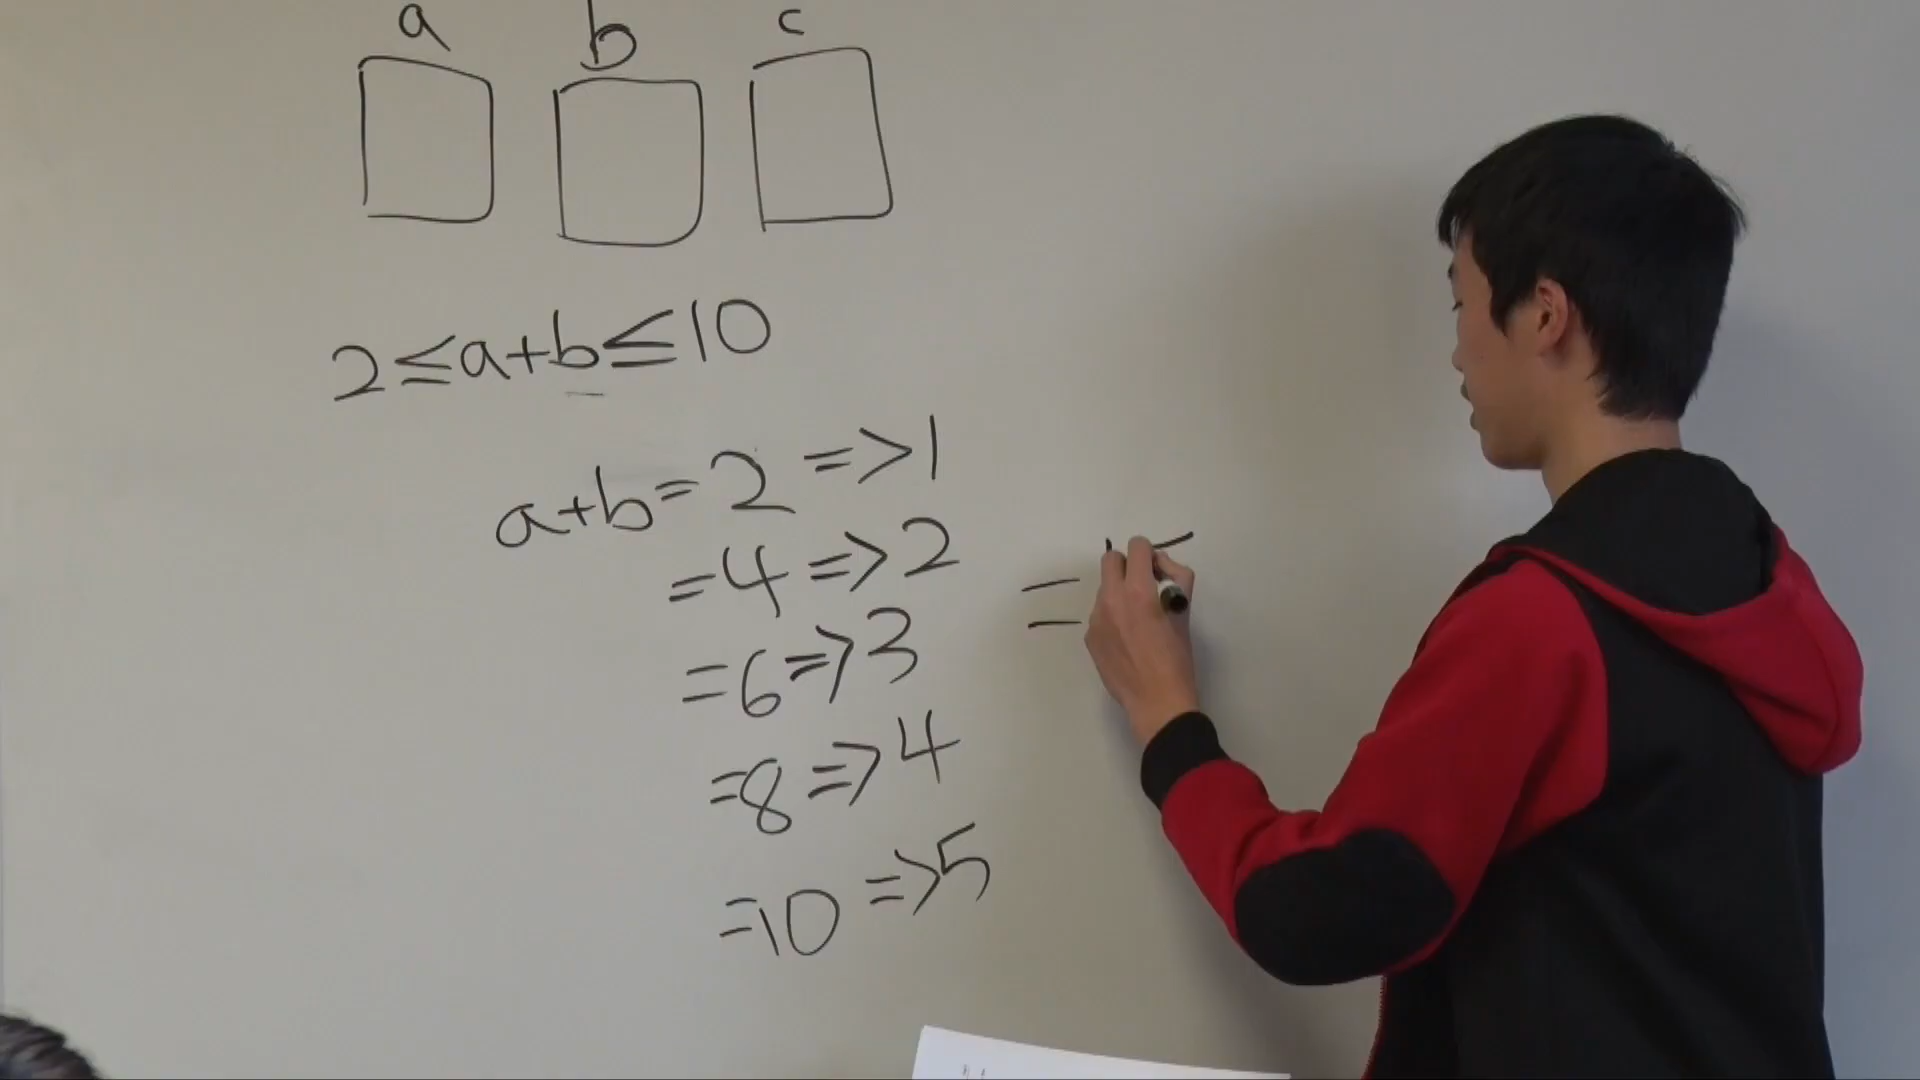 a b c
2≤a+b≤10
a+b=2=>1
=4=>2
=6=>3
=8=>4
=10=>5
=